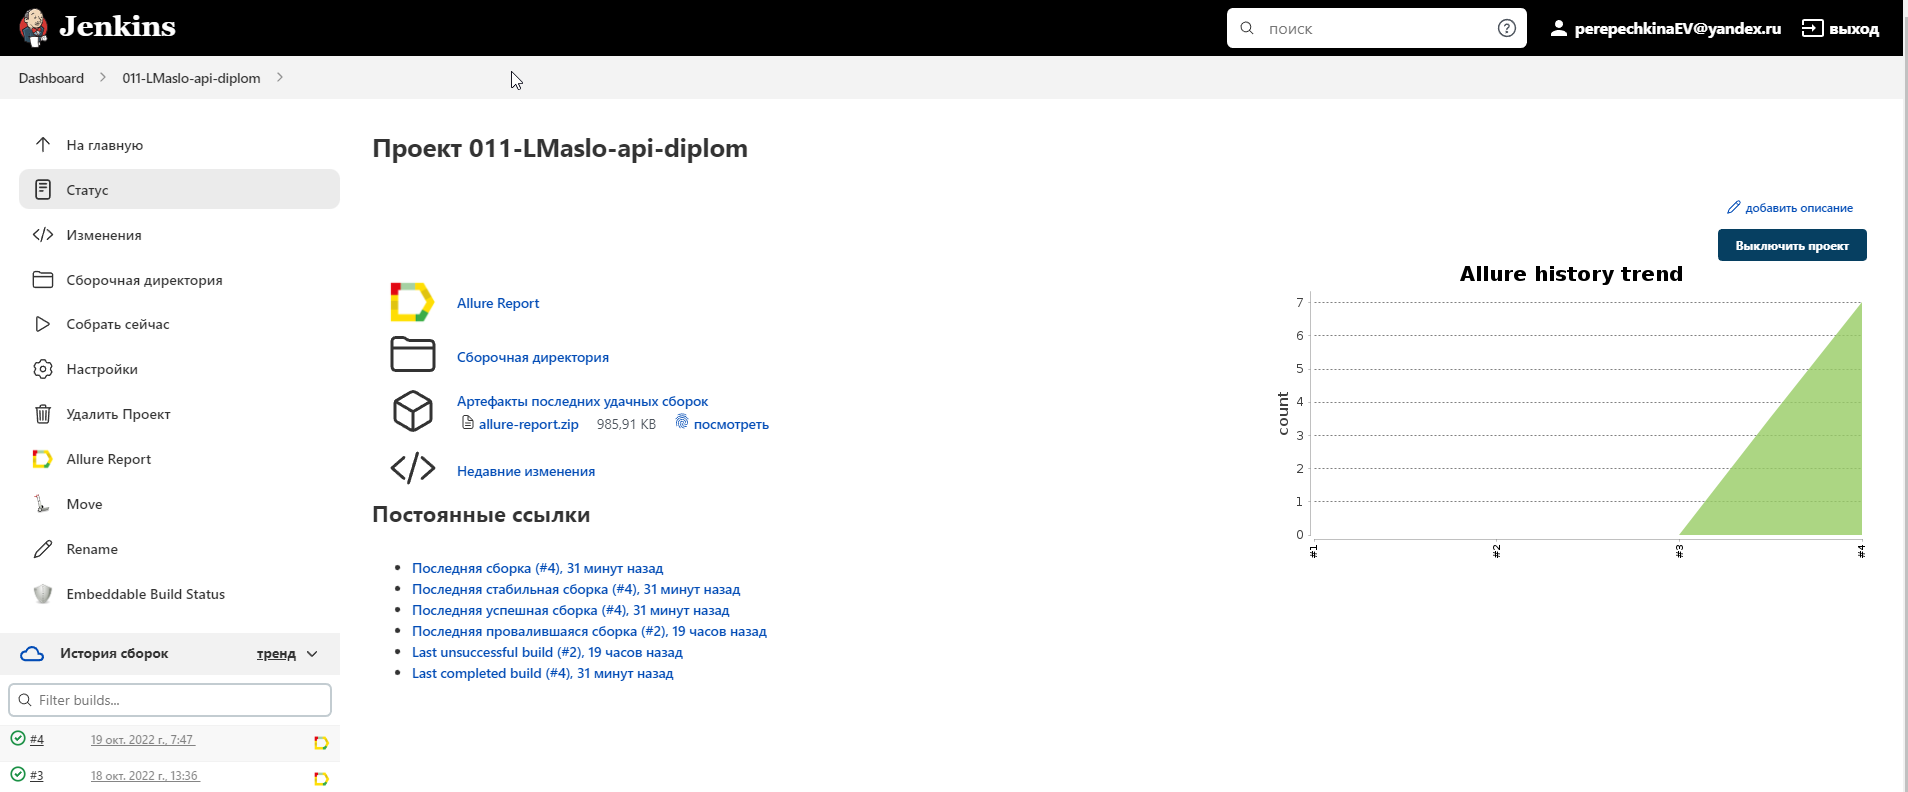 Jenkins
поиск
perepechkinaEV@yandex.ru
выход
Dashboard
011-LMaslo-api-diplom
На главную
Статус
Изменения
Сборочная директория
Собрать сейчас
Настройки
Удалить Проект
Allure Report
Move
Rename
Embeddable Build Status
История сборок
тренд
Filter builds...
#4 19 окт. 2022 г., 7:47
#3 18 окт. 2022 г., 13:36
Проект 011-LMaslo-api-diplom
добавить описание
Выключить проект
Allure Report
Сборочная директория
Артефакты последних удачных сборок
allure-report.zip 985,91 KB посмотреть
Недавние изменения
Постоянные ссылки
Последняя сборка (#4), 31 минут назад
Последняя стабильная сборка (#4), 31 минут назад
Последняя успешная сборка (#4), 31 минут назад
Последняя провалившаяся сборка (#2), 19 часов назад
Last unsuccessful build (#2), 19 часов назад
Last completed build (#4), 31 минут назад
Allure history trend
count
7
6
5
4
3
2
1
0
#1
#2
#3
#4